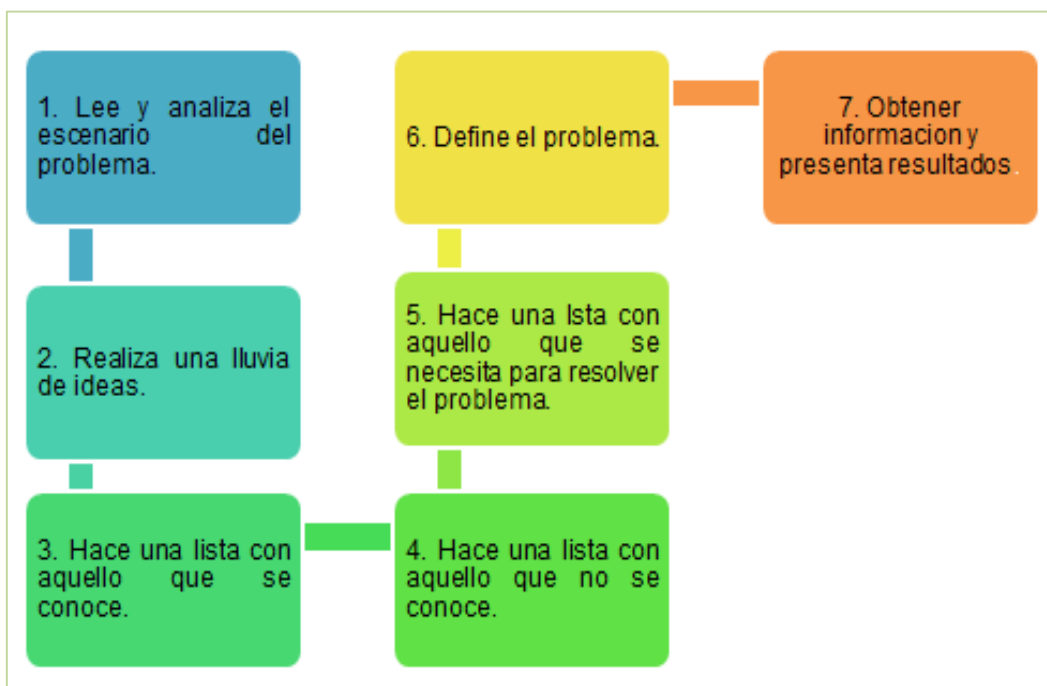 1. Lee y analiza el
escenario del
problema.
2. Realiza una lluvia
de ideas.
3. Hace una lista con
aquello que se
conoce.
4. Hace una lista con
aquello que no se
conoce.
5. Hace una lsta con
aquello que se
necesita para resolver
el problema.
6. Define el problema.
7. Obtener
informacion y
presenta resultados.